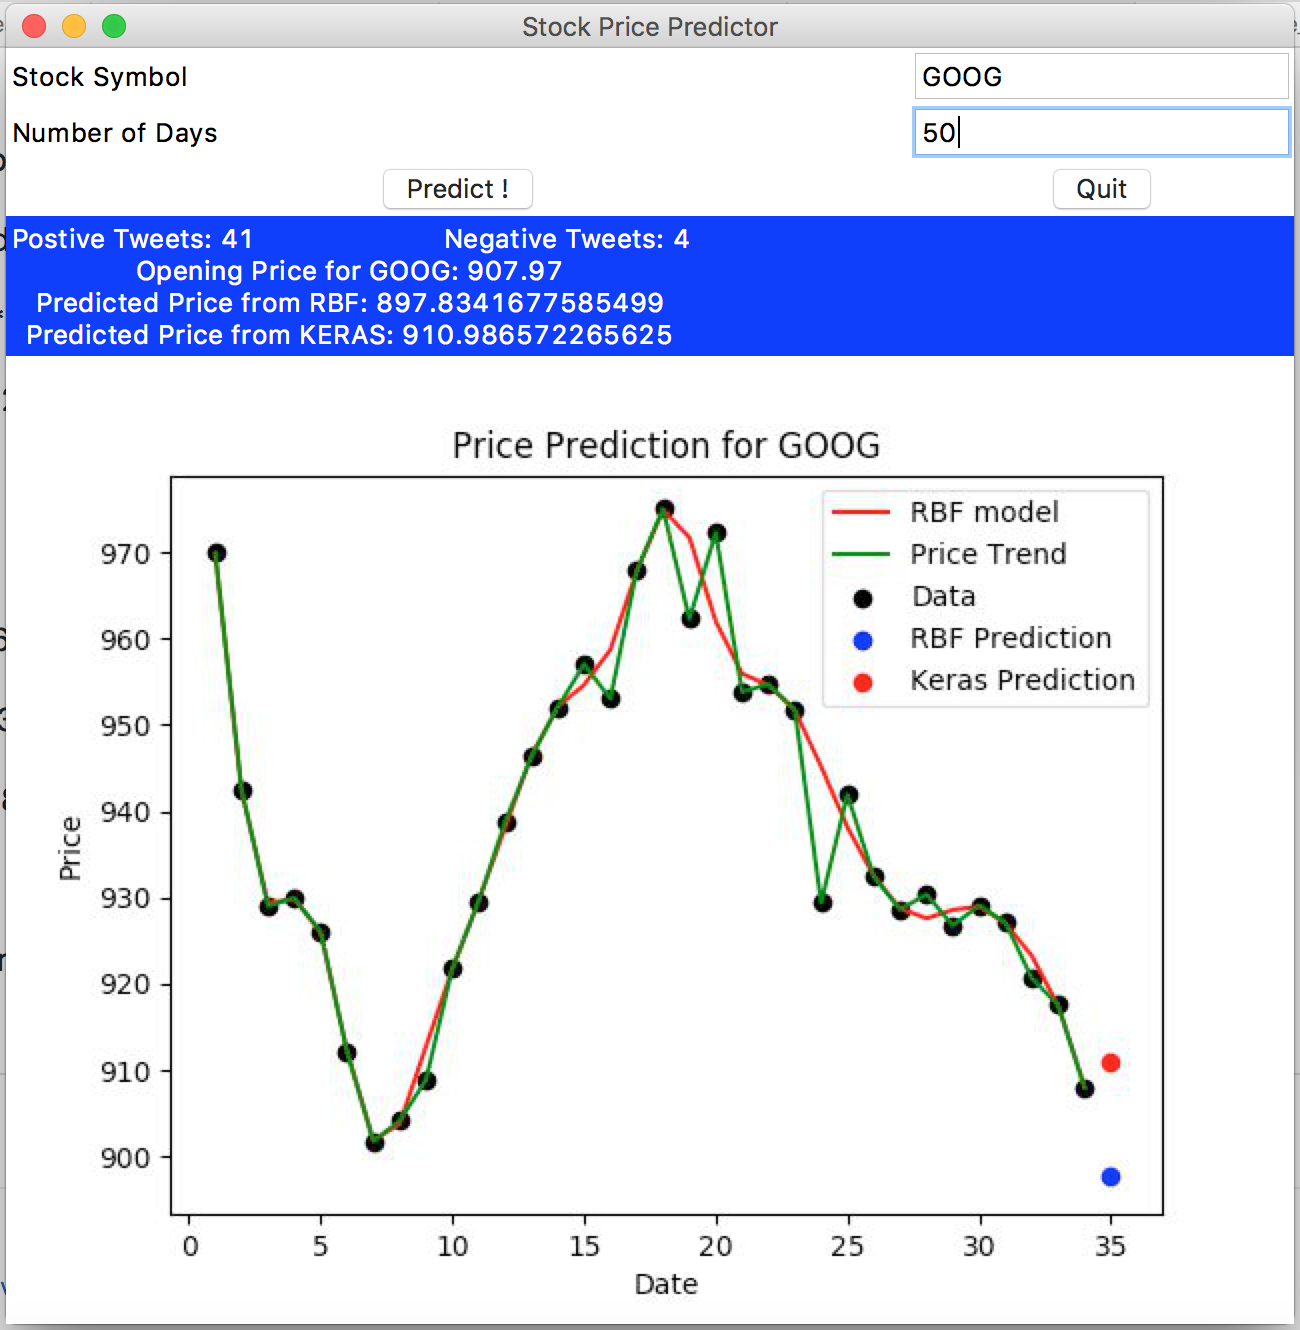 Stock Price Predictor
Stock Symbol GOOG
Number of Days 50
Predict ! Quit
Postive Tweets: 41 Negative Tweets: 4
Opening Price for GOOG: 907.97
Predicted Price from RBF: 897.8341677585499
Predicted Price from KERAS: 910.986572265625
Price Prediction for GOOG
RBF model
Price Trend
Data
RBF Prediction
Keras Prediction
970
960
950
940
930
920
910
900
Price
0 5 10 15 20 25 30 35
Date